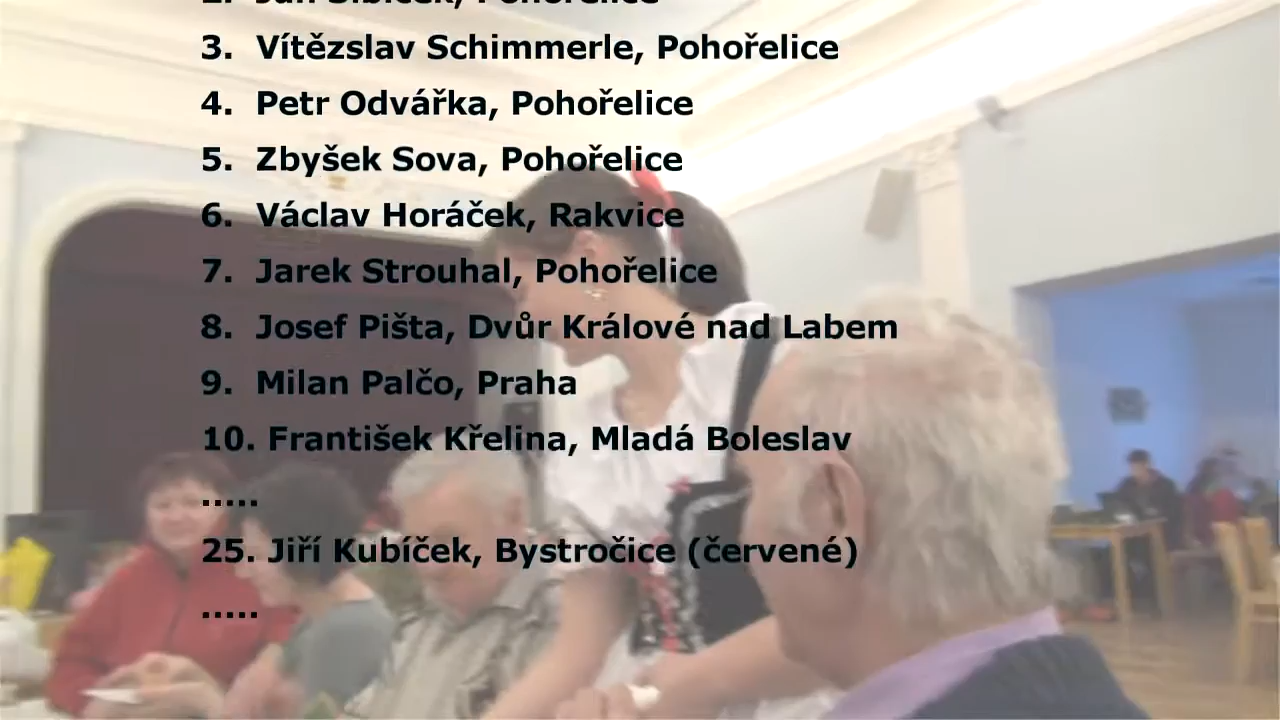 3. Vítězslav Schimmerle, Pohořelice
4. Petr Odvářka, Pohořelice
5. Zbyšek Sova, Pohořelice
6. Václav Horáček, Rakvice
7. Jarek Strouhal, Pohořelice
8. Josef Pišta, Dvůr Králové nad Labem
9. Milan Palčo, Praha
10. František Křelina, Mladá Boleslav
.....
25. Jiří Kubíček, Bystročice (červené)
.....